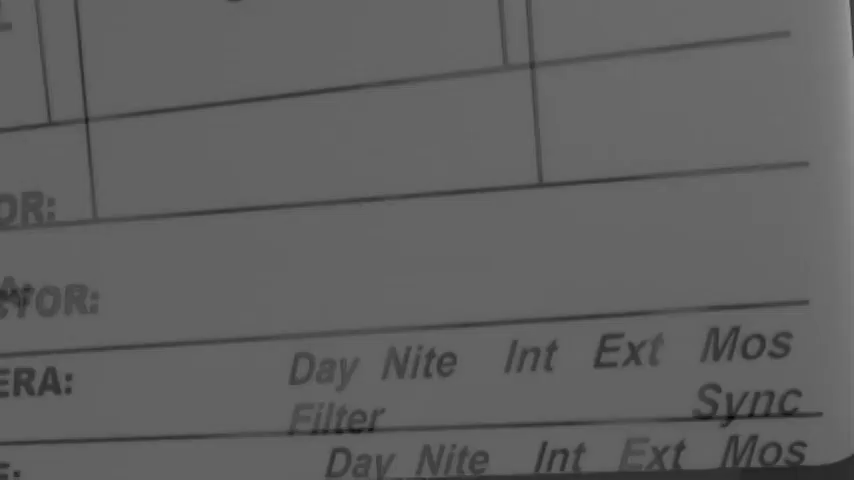 OR:
TOR:
ERA: Day Nite Int Ext Mos
Filter Sync
E: Day Nite Int Ext Mos